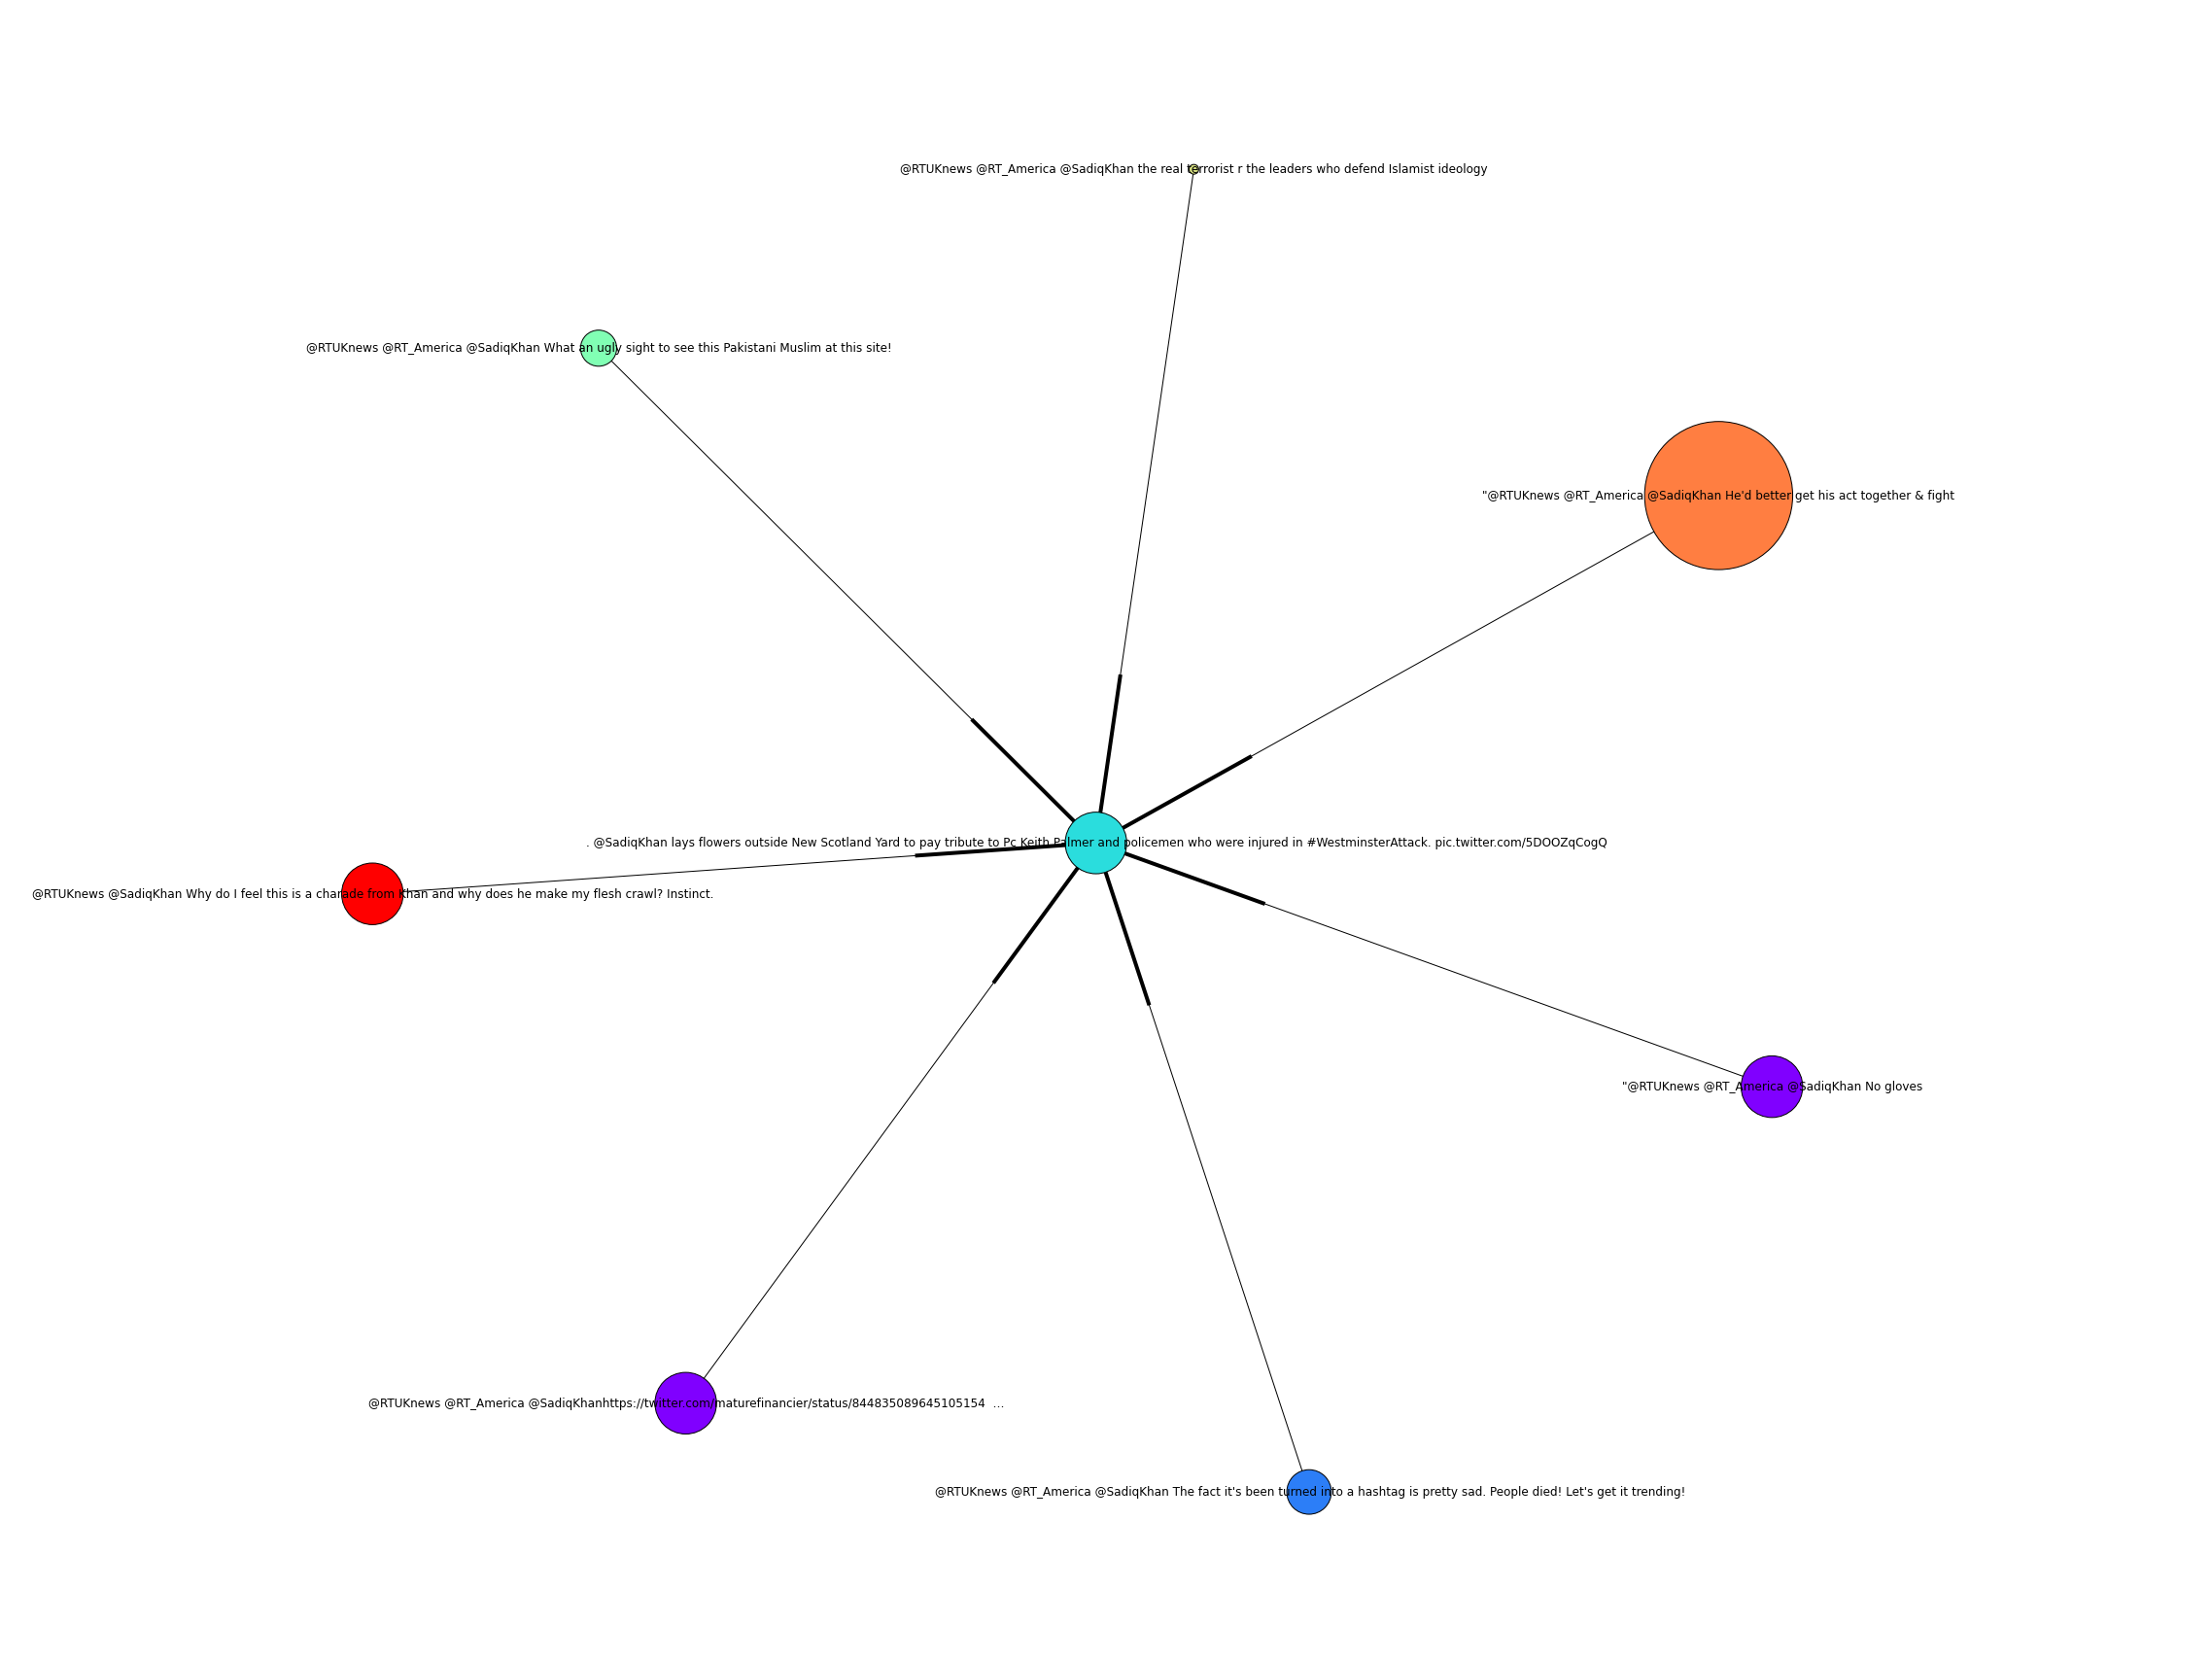 @RTUKnews @RT_America @SadiqKhan the real terrorist r the leaders who defend Islamist ideology
@RTUKnews @RT_America @SadiqKhan What an ugly sight to see this Pakistani Muslim at this site!
"@RTUKnews @RT_America @SadiqKhan He'd better get his act together & fight
. @SadiqKhan lays flowers outside New Scotland Yard to pay tribute to Pc Keith Palmer and policemen who were injured in #WestminsterAttack. pic.twitter.com/5DOOZqCogQ
@RTUKnews @SadiqKhan Why do I feel this is a charade from Khan and why does he make my flesh crawl? Instinct.
"@RTUKnews @RT_America @SadiqKhan No gloves
@RTUKnews @RT_America @SadiqKhanhttps://twitter.com/maturefinancier/status/844835089645105154 …
@RTUKnews @RT_America @SadiqKhan The fact it's been turned into a hashtag is pretty sad. People died! Let's get it trending!